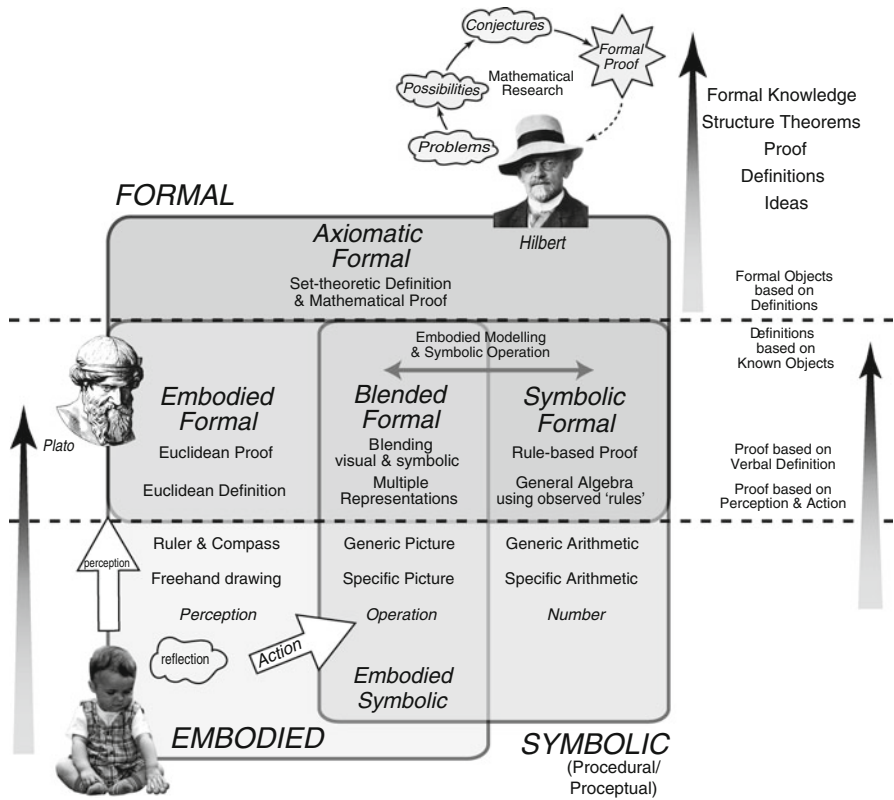 Conjectures
Formal
Proof
Possibilities
Mathematical
Research
Problems
Formal Knowledge
Structure Theorems
Proof
Definitions
Ideas
FORMAL
Hilbert
Axiomatic
Formal
Set-theoretic Definition
& Mathematical Proof
Formal Objects
based on
Definitions
Embodied Modelling
& Symbolic Operation
Definitions
based on
Known Objects
Plato
Embodied
Formal
Euclidean Proof
Euclidean Definition
Blended
Formal
Blending
visual & symbolic
Multiple
Representations
Symbolic
Formal
Rule-based Proof
General Algebra
using observed ‘rules’
Proof based on
Verbal Definition
Proof based on
Perception & Action
perception
Ruler & Compass
Freehand drawing
Perception
Generic Picture
Specific Picture
Operation
Generic Arithmetic
Specific Arithmetic
Number
reflection
Action
Embodied
Symbolic
EMBODIED
SYMBOLIC
(Procedural/
Proceptual)